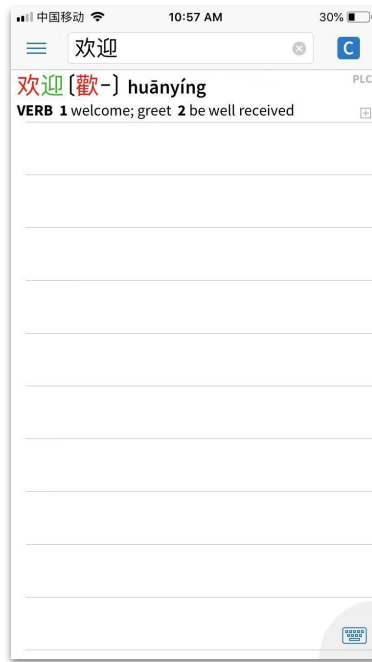 中国移动 10:57 AM 30%
欢迎 C
欢迎〔歡-〕 huānyíng PLC
VERB 1 welcome; greet 2 be well received